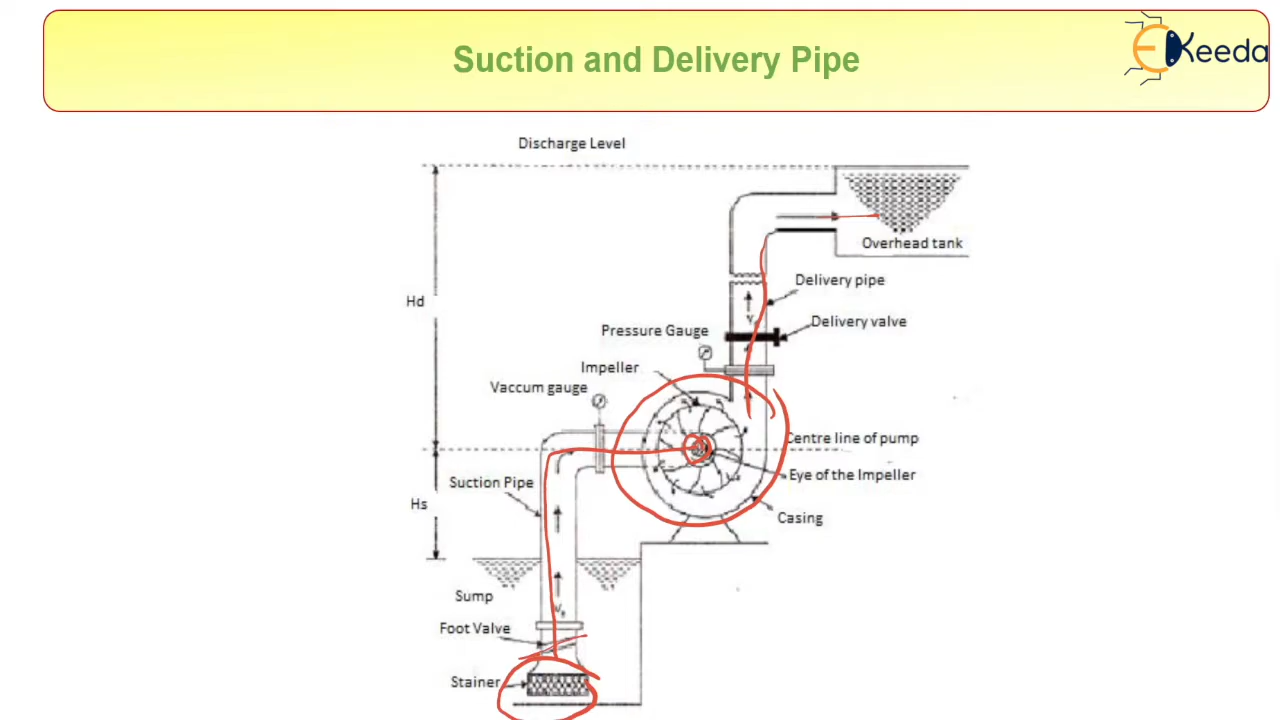 Suction and Delivery Pipe
EKeeda
Discharge Level
Overhead tank
Delivery pipe
Hd
Delivery valve
Pressure Gauge
Impeller
Vaccum gauge
Centre line of pump
Eye of the Impeller
Suction Pipe
Hs
Casing
Sump
Foot Valve
Stainer